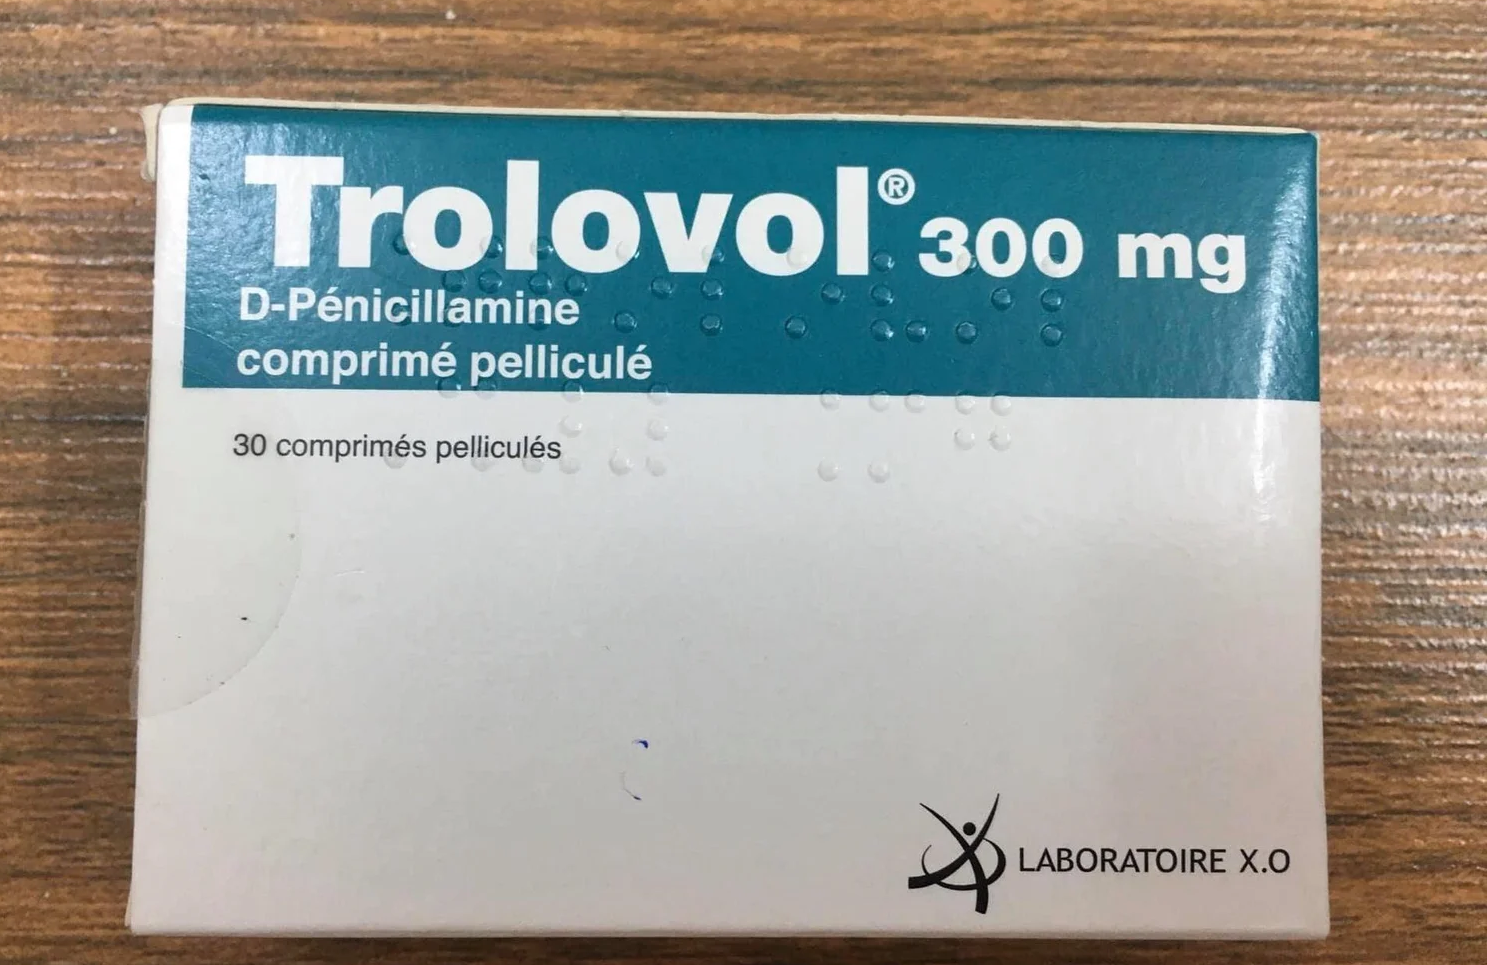 Trolovol® 300 mg
D-Pénicillamine
comprimé pelliculé
30 comprimés pelliculés
LABORATOIRE X.O